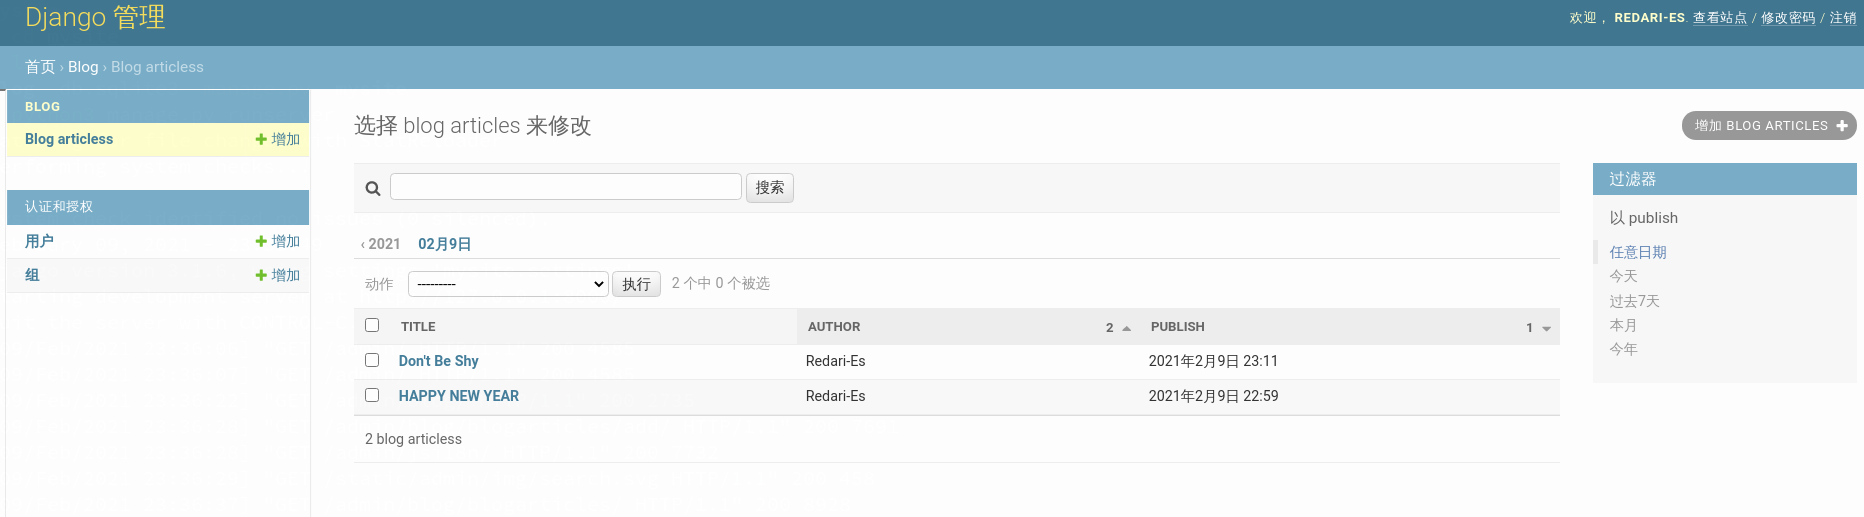 Django 管理
欢迎， REDARI-ES. 查看站点 / 修改密码 / 注销
首页 › Blog › Blog articless
BLOG
Blog articless 增加
认证和授权
用户 增加
组 增加
选择 blog articles 来修改
增加 BLOG ARTICLES
搜索
‹ 2021 02月9日
动作 --------- 执行 2 个中 0 个被选
TITLE AUTHOR 2 PUBLISH 1
Don't Be Shy Redari-Es 2021年2月9日 23:11
HAPPY NEW YEAR Redari-Es 2021年2月9日 22:59
2 blog articless
过滤器
以 publish
任意日期
今天
过去7天
本月
今年